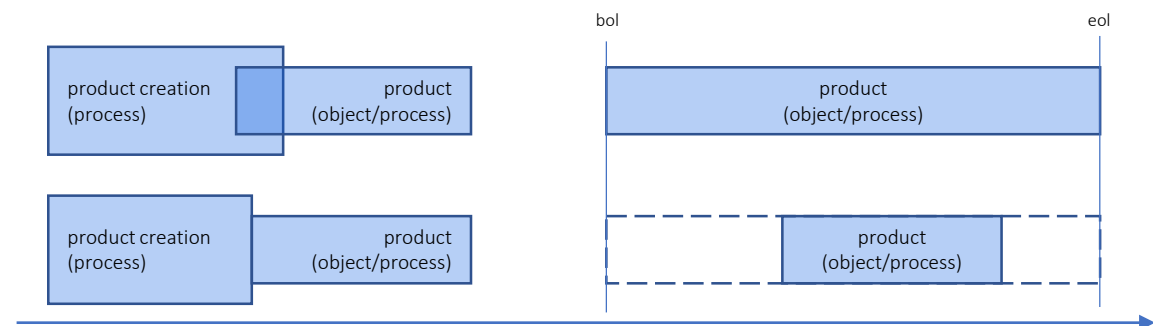 bol
eol
product creation
(process)
product
(object/process)
product
(object/process)
product creation
(process)
product
(object/process)
product
(object/process)